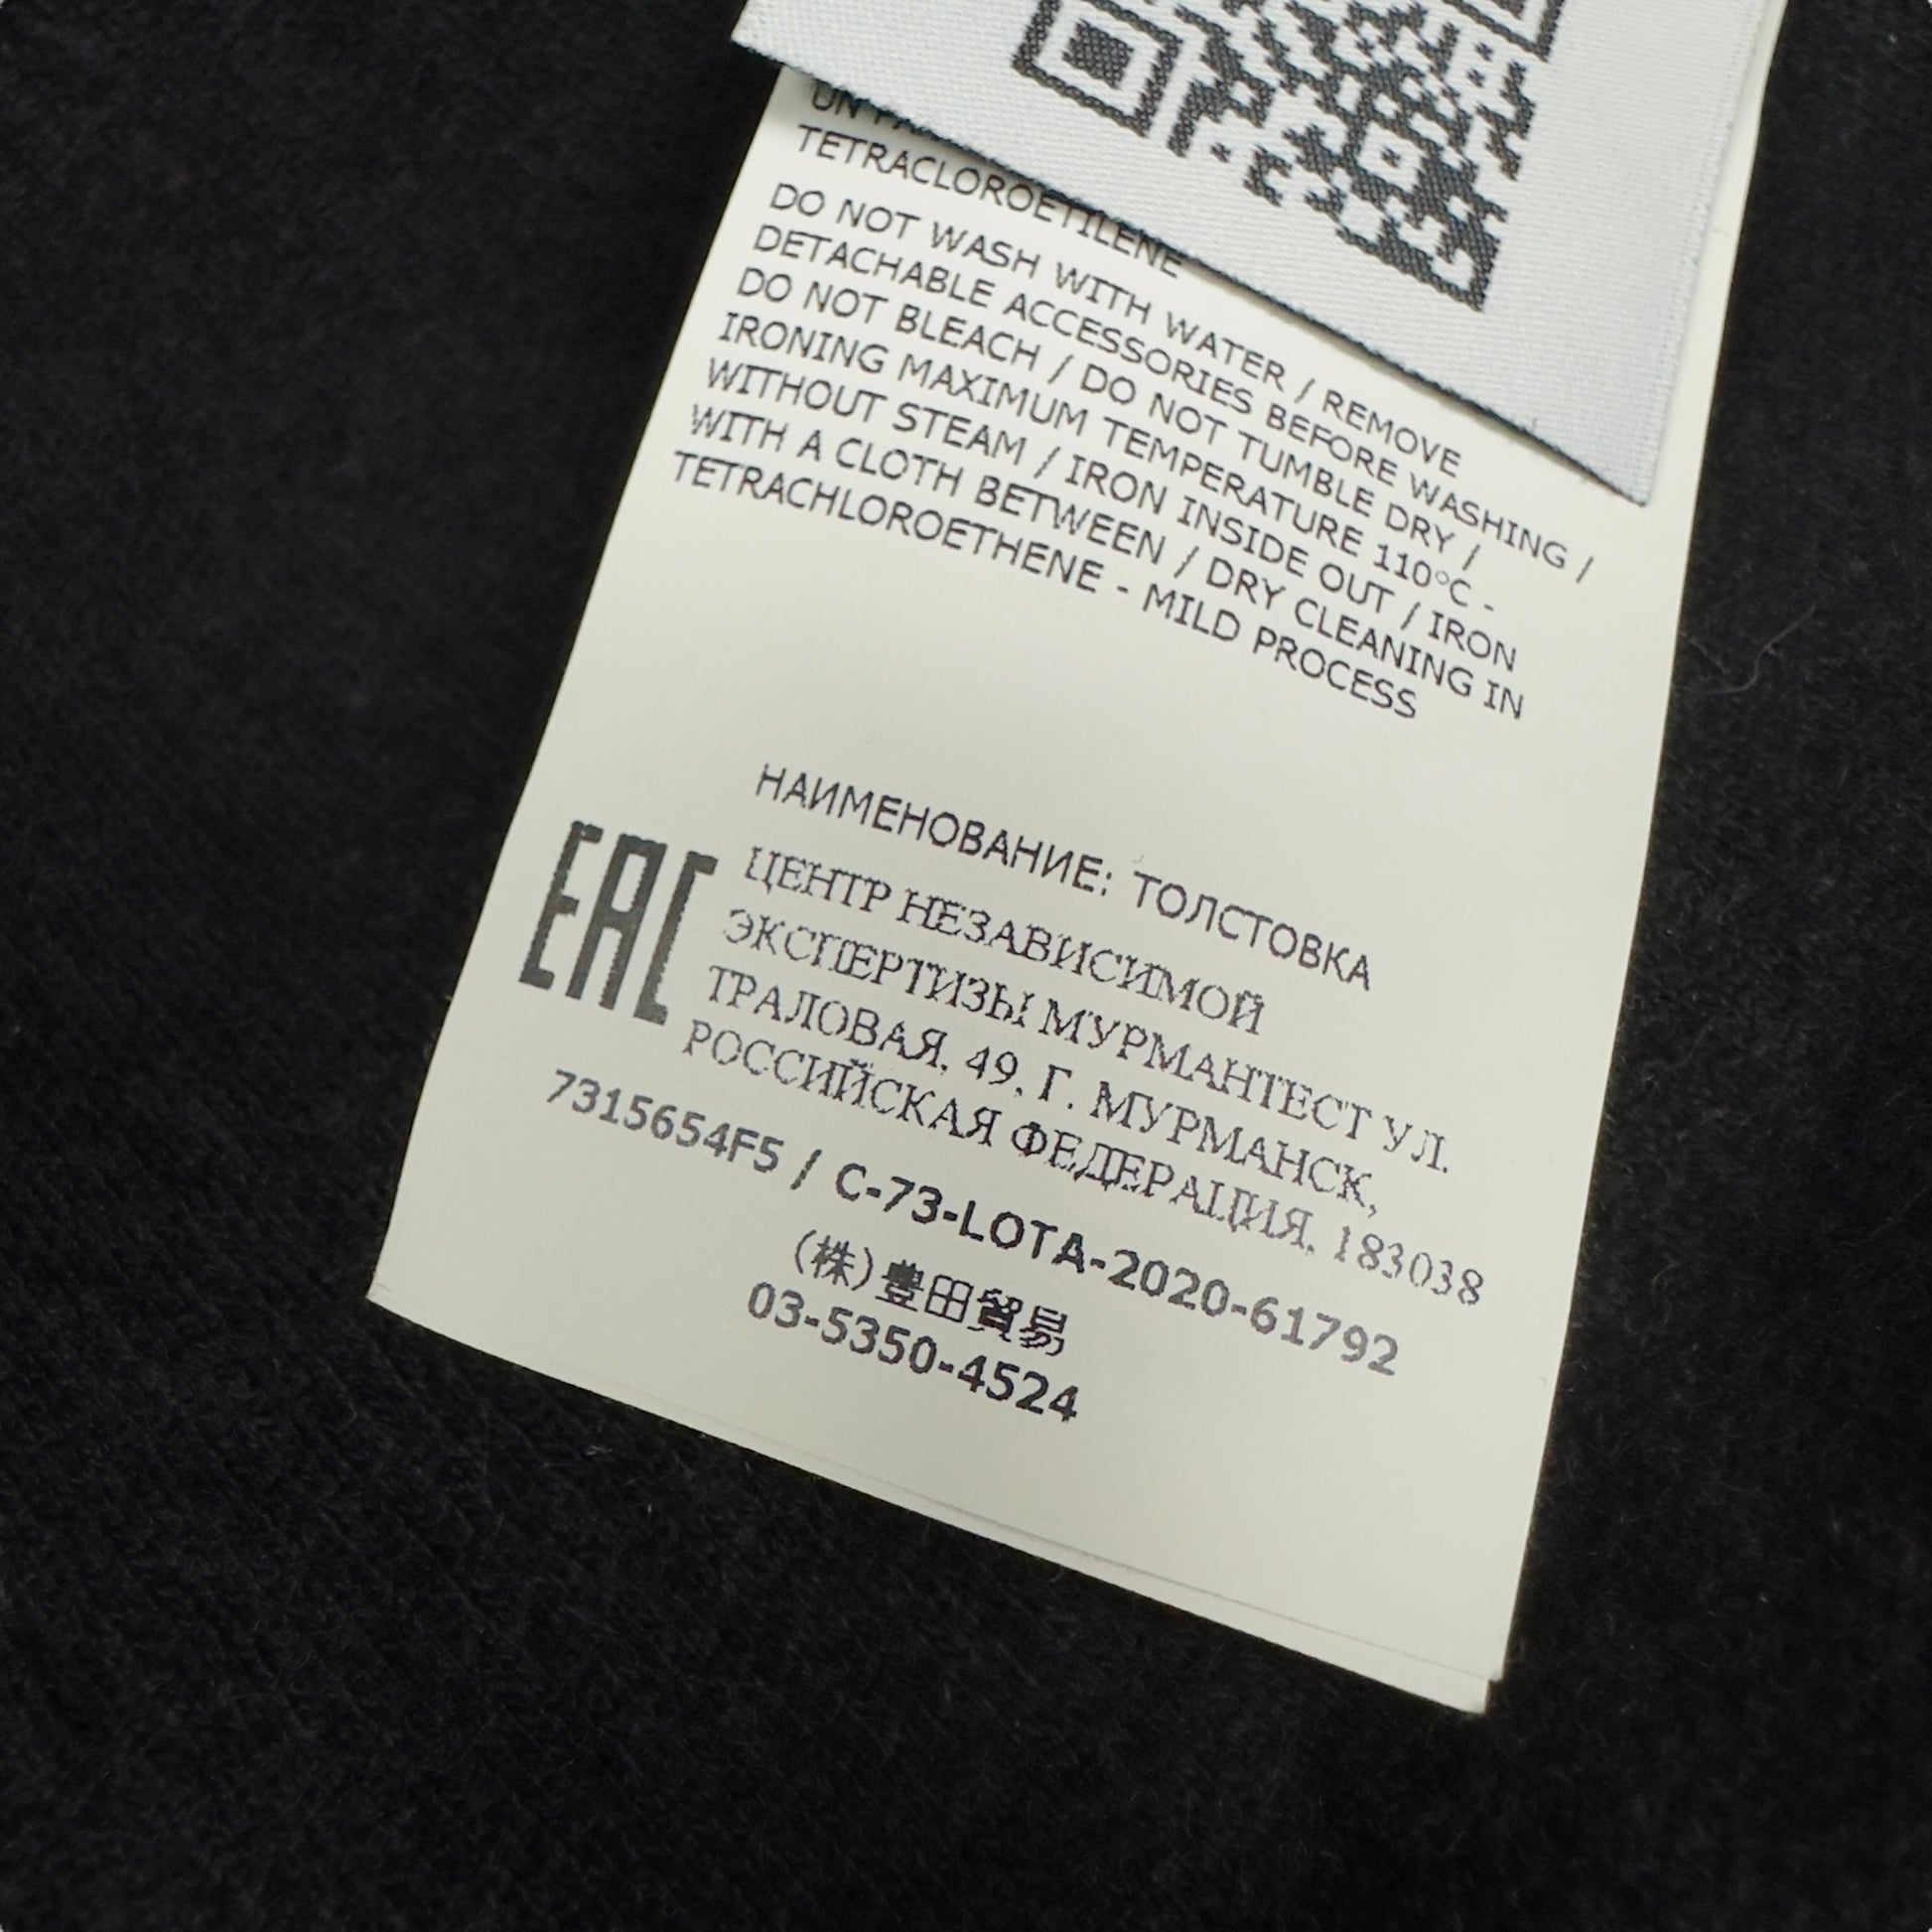 TETRACLOROETILENE
DO NOT WASH WITH WATER / REMOVE
DETACHABLE ACCESSORIES BEFORE WASHING /
DO NOT BLEACH / DO NOT TUMBLE DRY /
IRONING MAXIMUM TEMPERATURE 110°C -
WITHOUT STEAM / IRON INSIDE OUT / IRON
WITH A CLOTH BETWEEN / DRY CLEANING IN
TETRACHLOROETHENE - MILD PROCESS
НАИМЕНОВАНИЕ: ТОЛСТОВКА
EAC
ЦЕНТР НЕЗАВИСИМОЙ
ЭКСПЕРТИЗЫ МУРМАНТЕСТ УЛ.
ТРАЛОВАЯ, 49, Г. МУРМАНСК,
РОССИЙСКАЯ ФЕДЕРАЦИЯ, 183038
7315654F5 / C-73-LOTA-2020-61792
(株)豊田貿易
03-5350-4524